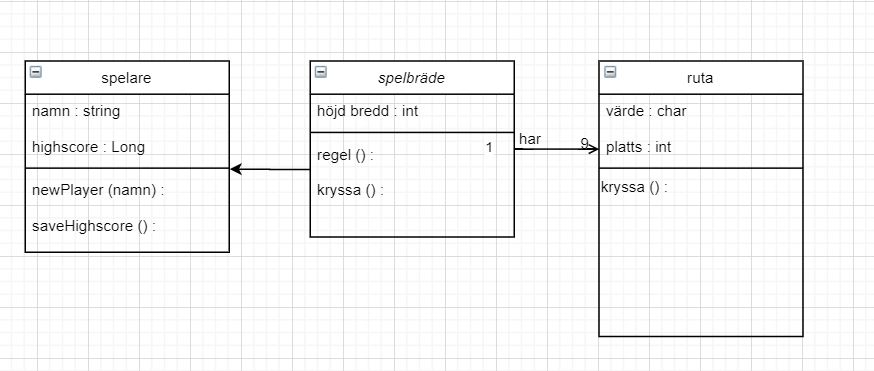 spelare
namn : string
highscore : Long
newPlayer (namn) :
saveHighscore () :
spelbräde
höjd bredd : int
regel () :
kryssa () :
1
har
9
ruta
värde : char
platts : int
kryssa () :